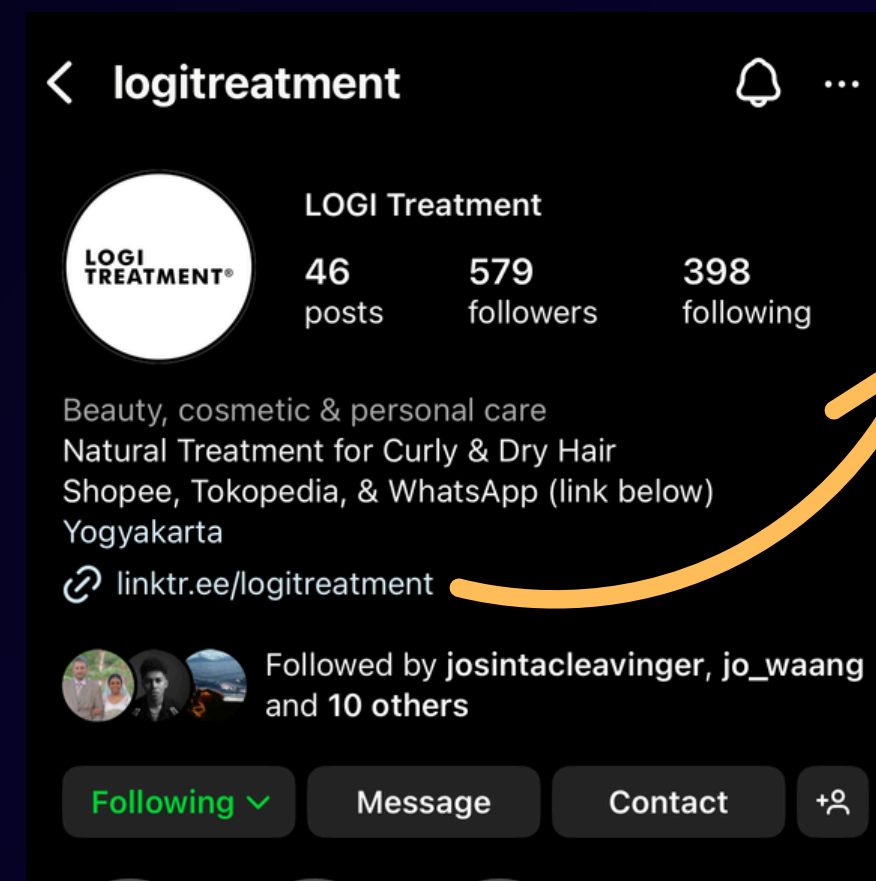 logitreatment
LOGI
TREATMENT®
LOGI Treatment
46 579 398
posts followers following
Beauty, cosmetic & personal care
Natural Treatment for Curly & Dry Hair
Shopee, Tokopedia, & WhatsApp (link below)
Yogyakarta
linktr.ee/logitreatment
Followed by josintacleavinger, jo_waang
and 10 others
Following Message Contact